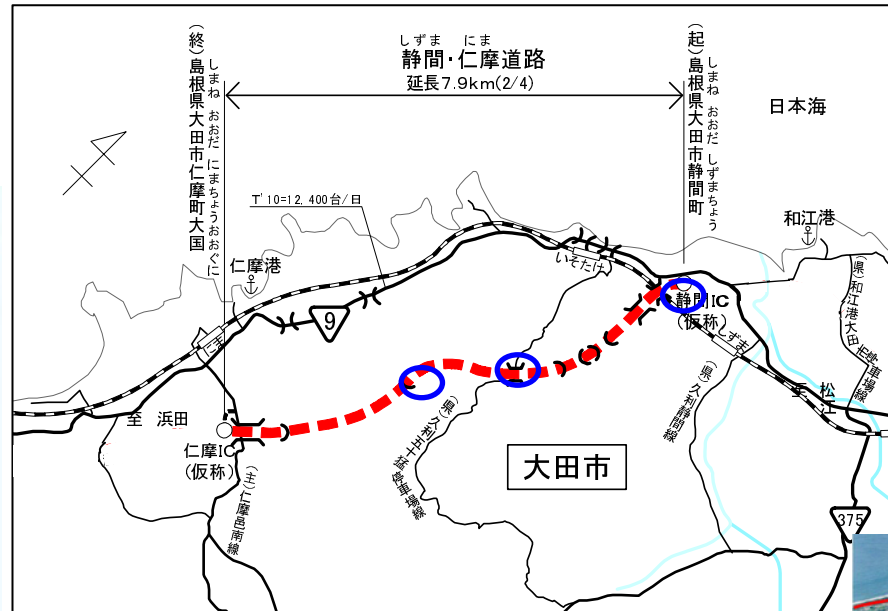 しずま にま
静間・仁摩道路
延長7.9km(2/4)
(終)島根県大田市仁摩町大国
しまね おおだ にまちょうおおぐに
(起)島根県大田市静間町
しまね おおだ しずまちょう
日本海
T'10=12,400台/日
和江港
仁摩港
いそたけ
9
静間IC
(仮称)
しずま
にま
(県)和江港大田市停車場線
(県)久利静間線
至 松江
至 浜田
仁摩IC
(仮称)
(主)仁摩邑南線
(県)久利五十猛停車場線
大田市
375